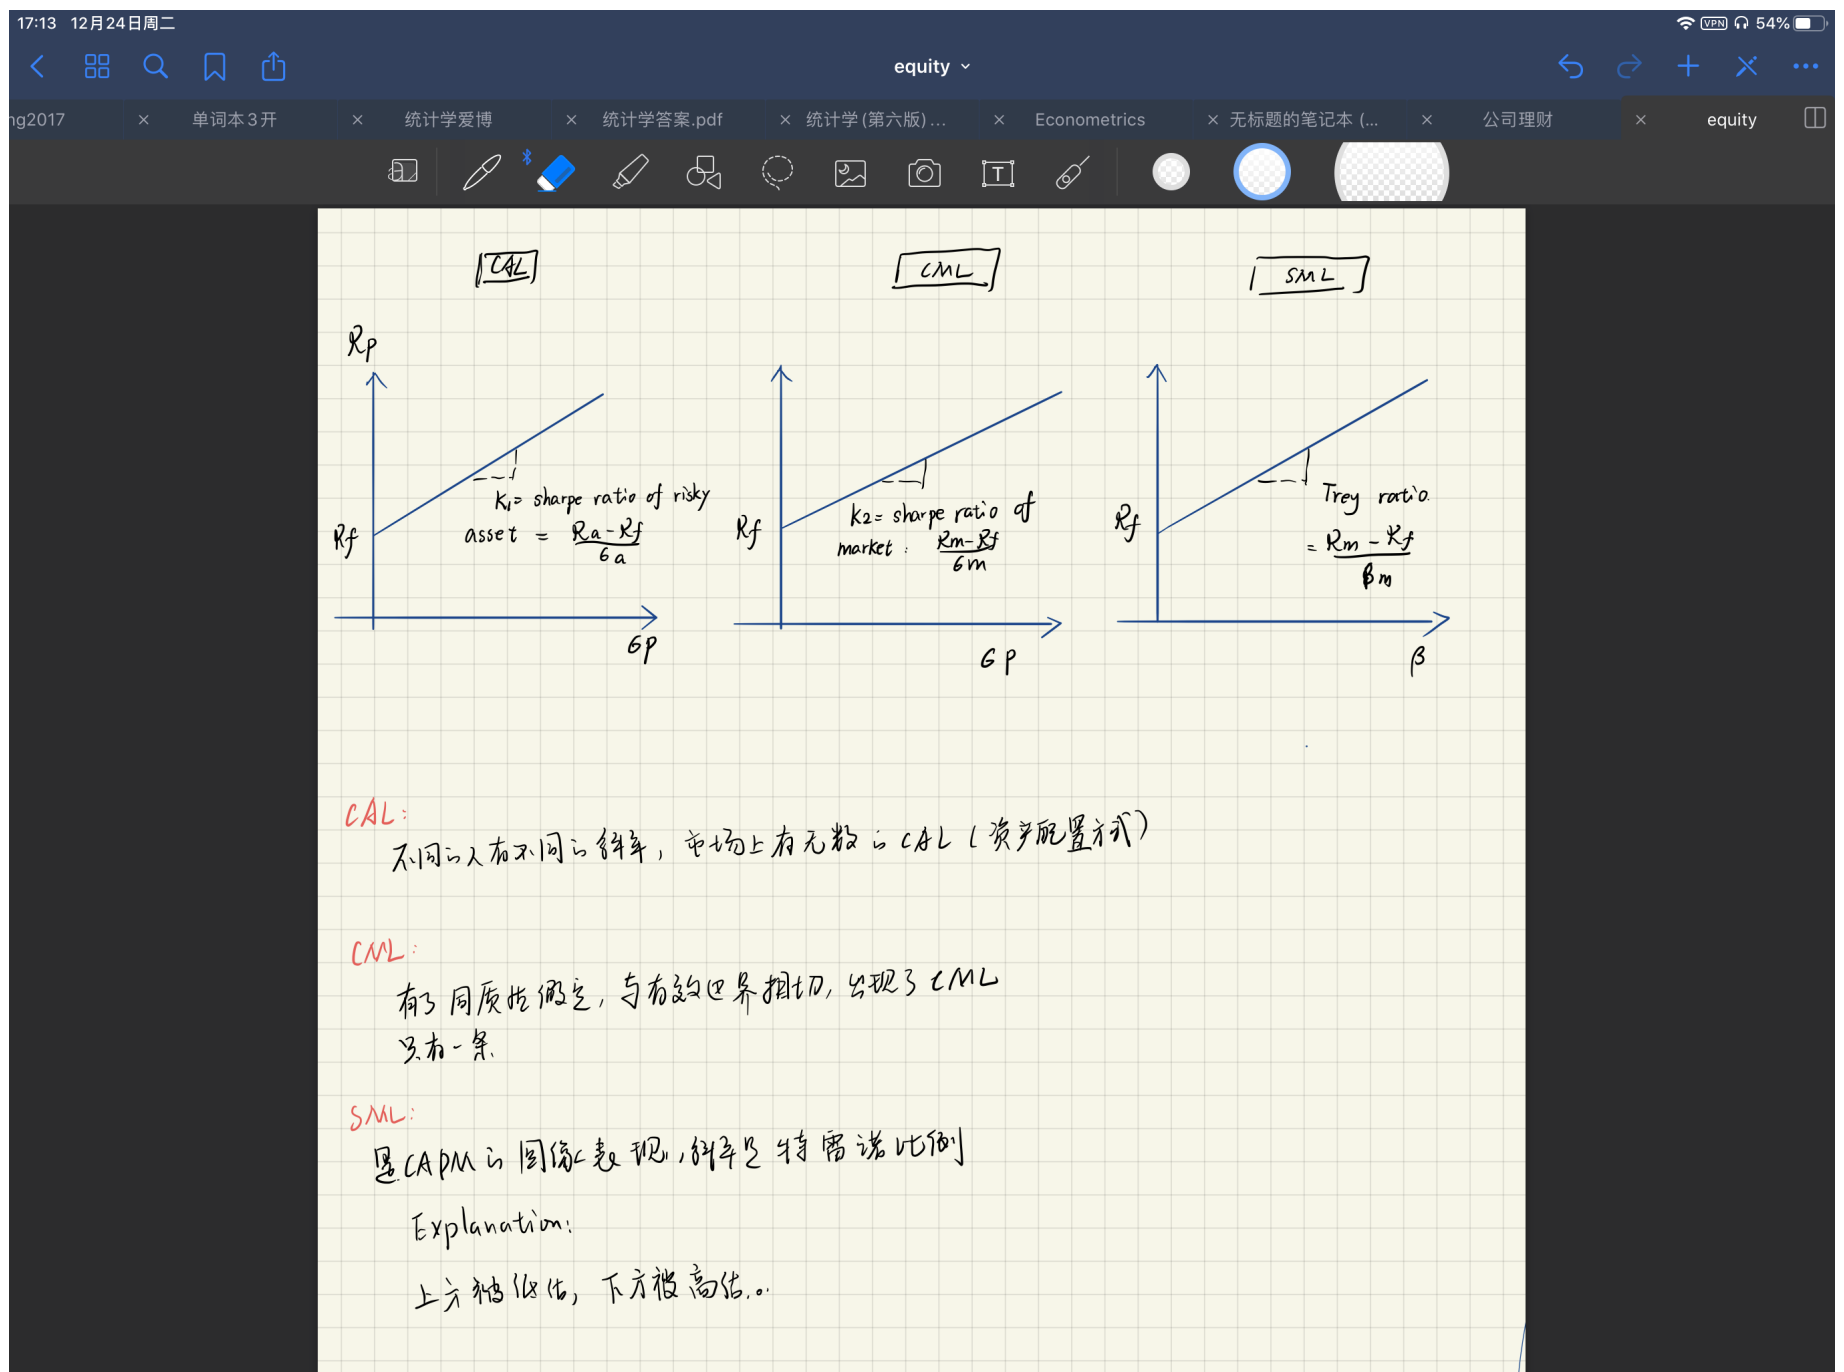 17:13 12月24日周二
VPN 54%
equity
ng2017 单词本3开 统计学爱博 统计学答案.pdf 统计学(第六版)... Econometrics 无标题的笔记本 (... 公司理财 equity
CAL CML SML
Rp
K₁= sharpe ratio of risky
asset = Ra-Rf
σa
Rf
σp
K2= sharpe ratio of
market: Rm-Rf
σm
Rf
σp
Trey ratio.
= Rm-Rf
βm
Rf
β
CAL:
不同的人有不同的斜率, 市场上有无数的CAL (资产配置方式)
CML:
有了同质性假定, 与有效边界相切, 出现了CML
只有一条
SML:
是CAPM的图像表现, 斜率是特雷诺比例
Explanation:
上方被低估, 下方被高估...